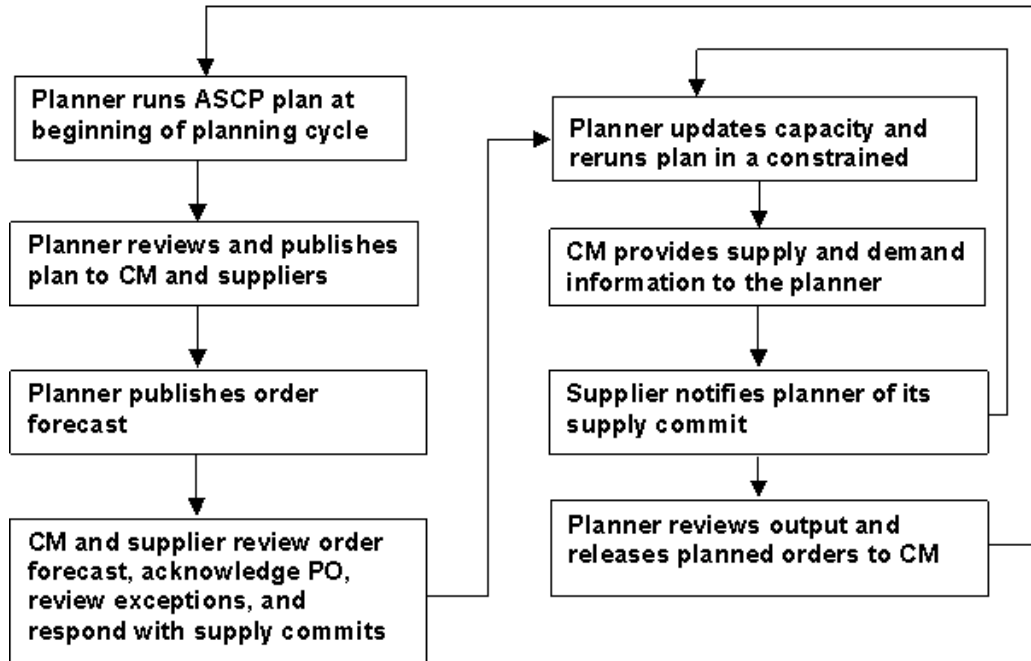 Planner runs ASCP plan at
beginning of planning cycle
Planner reviews and publishes
plan to CM and suppliers
Planner publishes order
forecast
CM and supplier review order
forecast, acknowledge PO,
review exceptions, and
respond with supply commits
Planner updates capacity and
reruns plan in a constrained
CM provides supply and demand
information to the planner
Supplier notifies planner of its
supply commit
Planner reviews output and
releases planned orders to CM